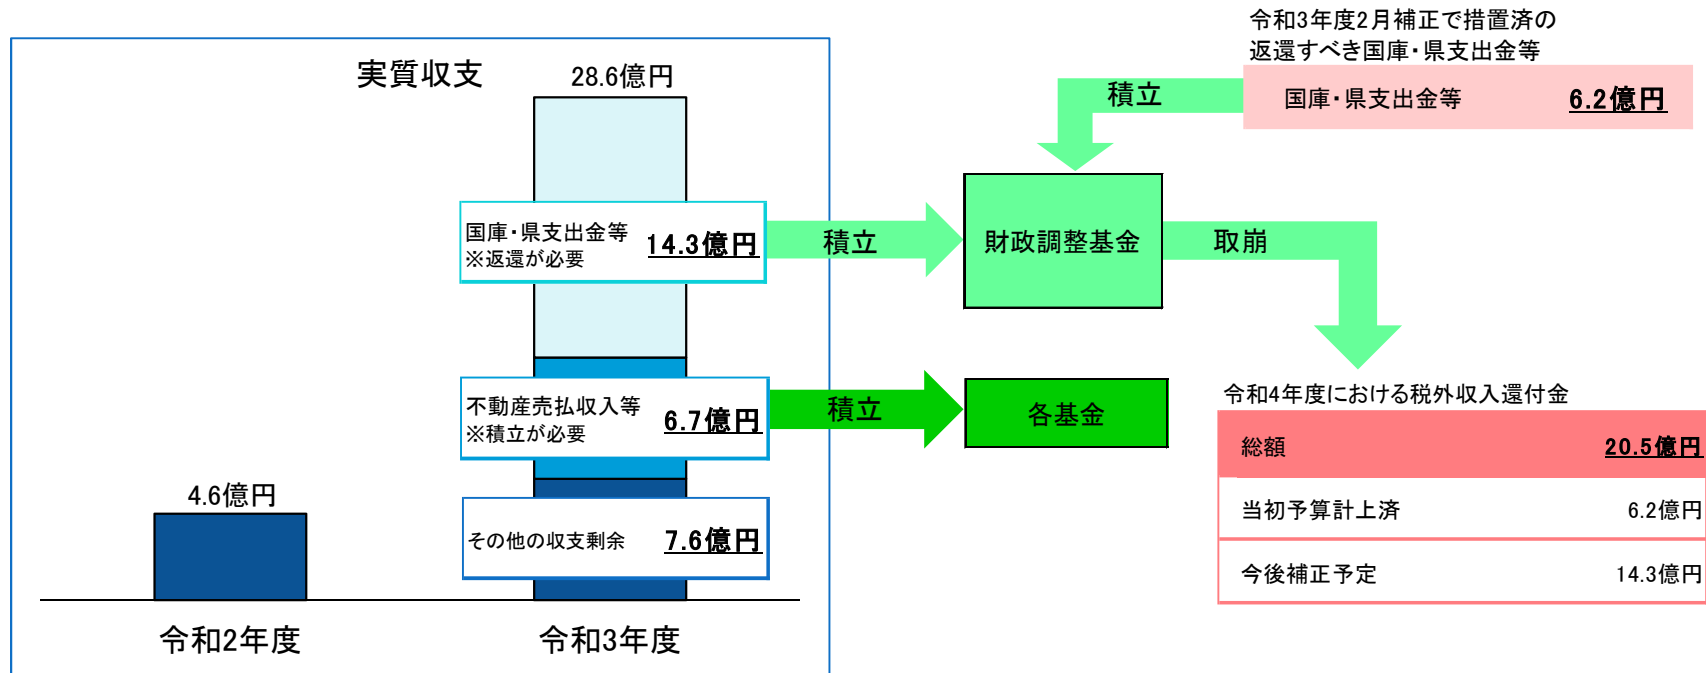 実質収支
28.6億円
国庫・県支出金等
※返還が必要
14.3億円
不動産売払収入等
※積立が必要
6.7億円
その他の収支剰余
7.6億円
4.6億円
令和2年度
令和3年度
積立
積立
財政調整基金
各基金
令和3年度2月補正で措置済の
返還すべき国庫・県支出金等
国庫・県支出金等 6.2億円
積立
取崩
令和4年度における税外収入還付金
総額 20.5億円
当初予算計上済 6.2億円
今後補正予定 14.3億円